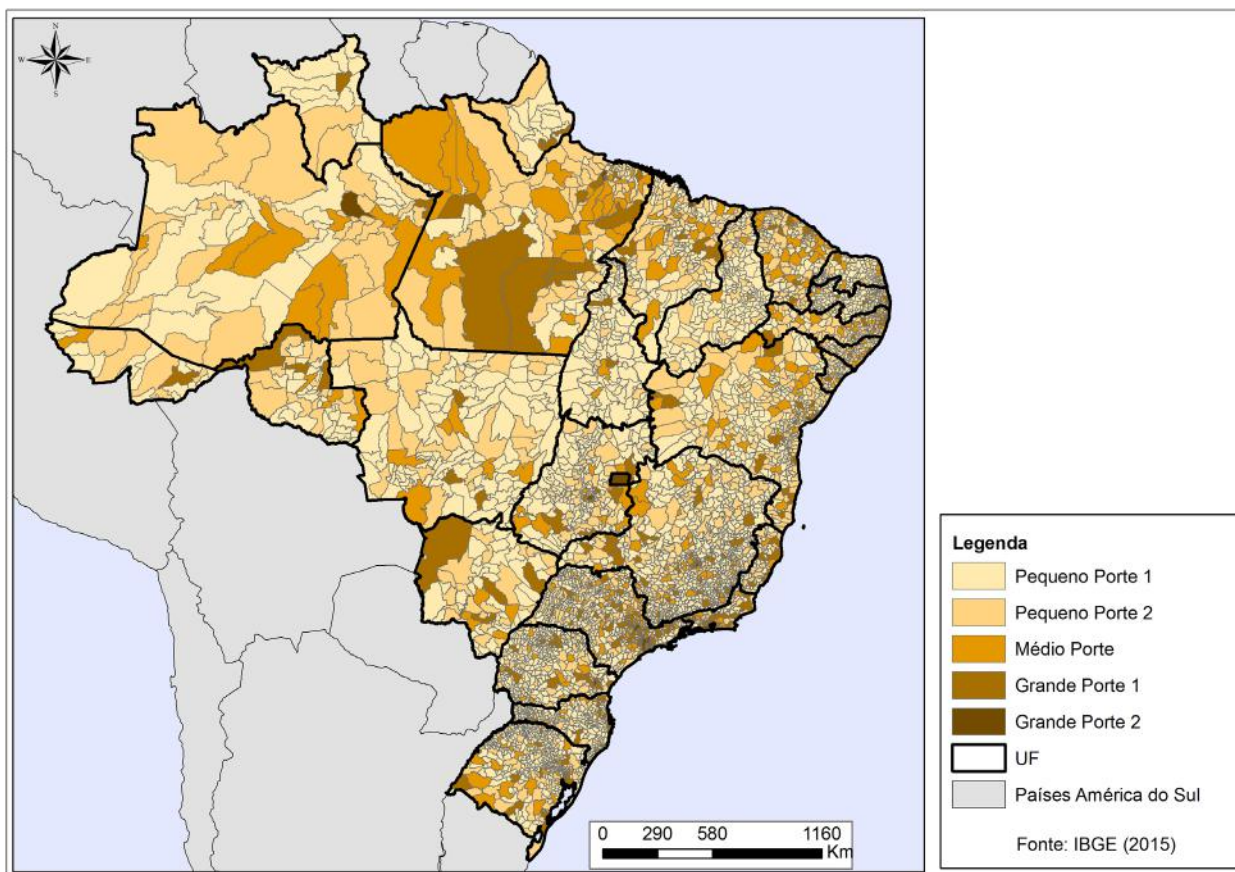 N
W E
S
Legenda
Pequeno Porte 1
Pequeno Porte 2
Médio Porte
Grande Porte 1
Grande Porte 2
UF
Países América do Sul
Fonte: IBGE (2015)
0 290 580 1160
Km